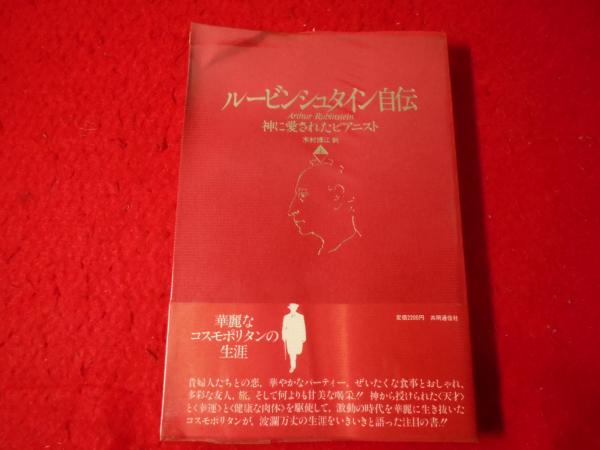 ルービンシュタイン自伝
Arthur Rubinstein
神に愛されたピアニスト
木村博江 訳
上
華麗な
コスモポリタンの
生涯
定価2200円 共同通信社
貴婦人たちとの恋，華やかなパーティー，ぜいたくな食事とおしゃれ，
多彩な友人，旅，そして何よりも甘美な喝采!! 神から授けられた〈天才〉
と〈幸運〉と〈健康な肉体〉を駆使して，激動の時代を華麗に生き抜いた
コスモポリタンが，波瀾万丈の生涯をいきいきと語った注目の書!!